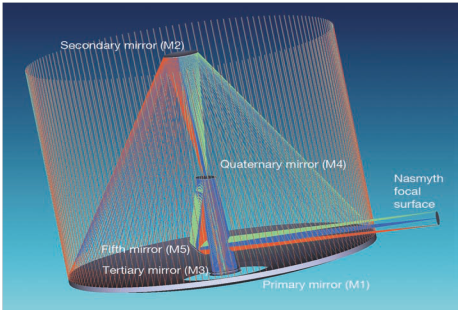 Secondary mirror (M2)
Quaternary mirror (M4)
Nasmyth
focal
surface
Fifth mirror (M5)
Tertiary mirror (M3)
Primary mirror (M1)